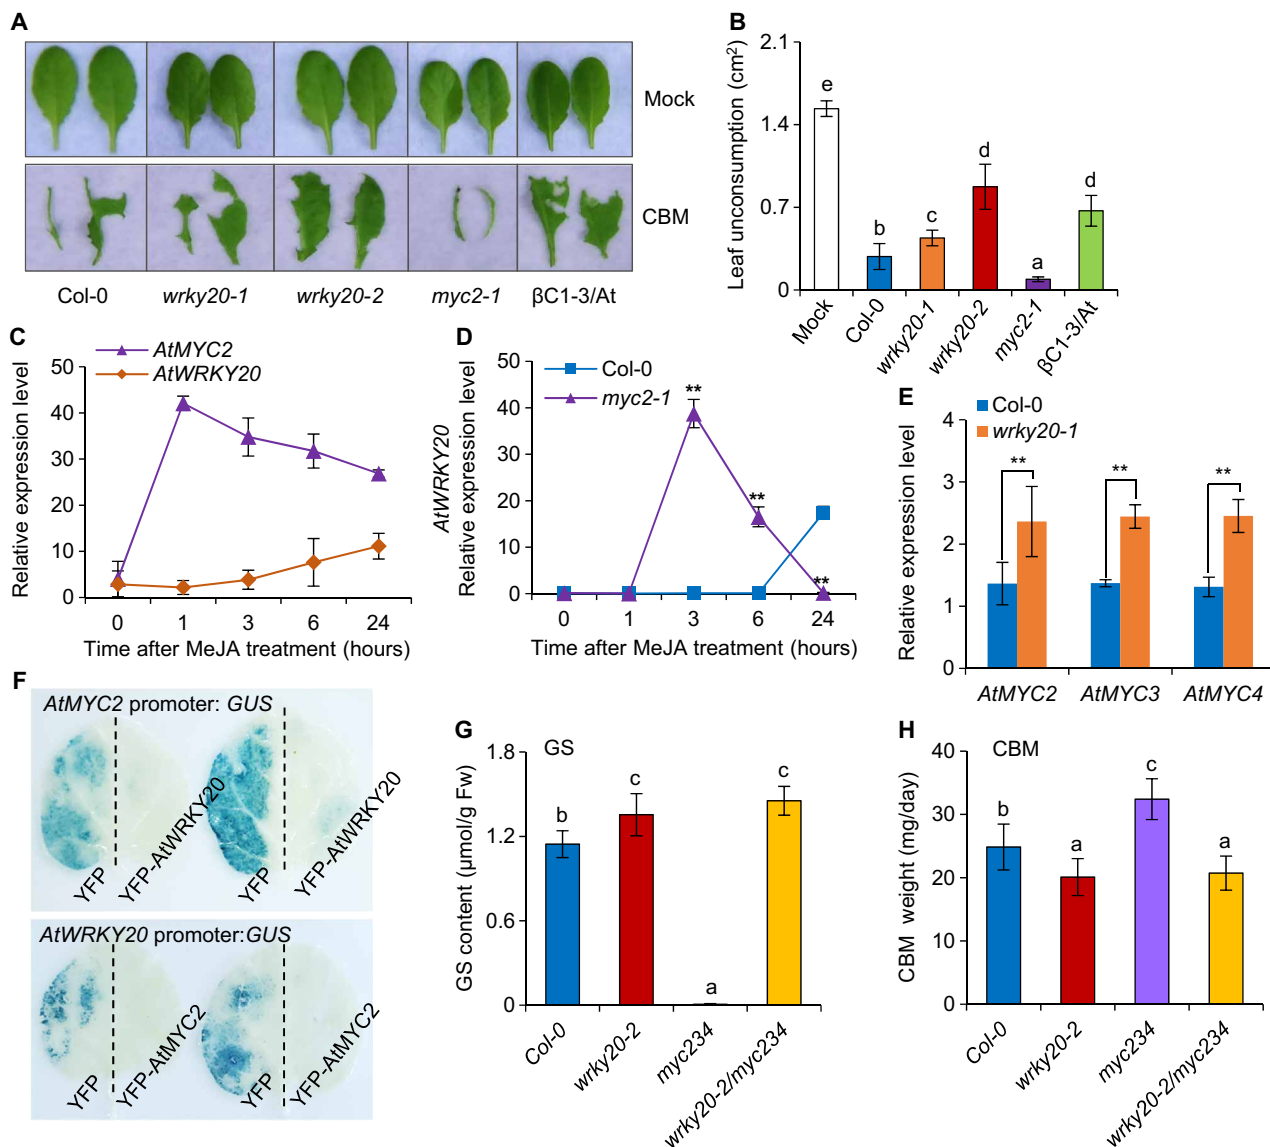 A
Mock
CBM
Col-0 wrky20-1 wrky20-2 myc2-1 βC1-3/At
B
Leaf unconsumption (cm²)
2.1
1.4
0.7
0
e
b
c
d
a
d
Mock
Col-0
wrky20-1
wrky20-2
myc2-1
βC1-3/At
C
AtMYC2
AtWRKY20
Relative expression level
50
40
30
20
10
0
0 1 3 6 24
Time after MeJA treatment (hours)
D
Col-0
myc2-1
AtWRKY20
Relative expression level
50
40
30
20
10
0
**
**
**
0 1 3 6 24
Time after MeJA treatment (hours)
E
Col-0
wrky20-1
Relative expression level
4
3
2
1
0
** ** **
AtMYC2 AtMYC3 AtMYC4
F
AtMYC2 promoter: GUS
YFP
YFP-AtWRKY20
YFP
YFP-AtWRKY20
AtWRKY20 promoter:GUS
YFP
YFP-AtMYC2
YFP
YFP-AtMYC2
G
GS
GS content (μmol/g Fw)
1.8
1.2
0.6
0
b
c
a
c
Col-0
wrky20-2
myc234
wrky20-2/myc234
H
CBM
CBM weight (mg/day)
40
30
20
10
0
b
a
c
a
Col-0
wrky20-2
myc234
wrky20-2/myc234